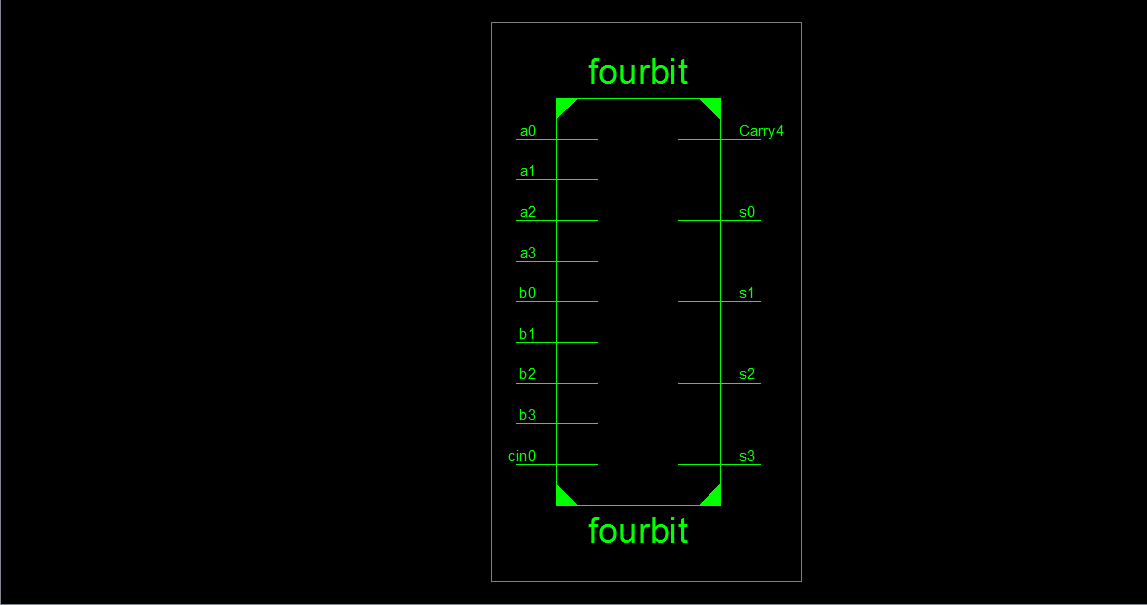 fourbit
a0
Carry4
a1
a2
s0
a3
b0
s1
b1
b2
s2
b3
cin0
s3
fourbit